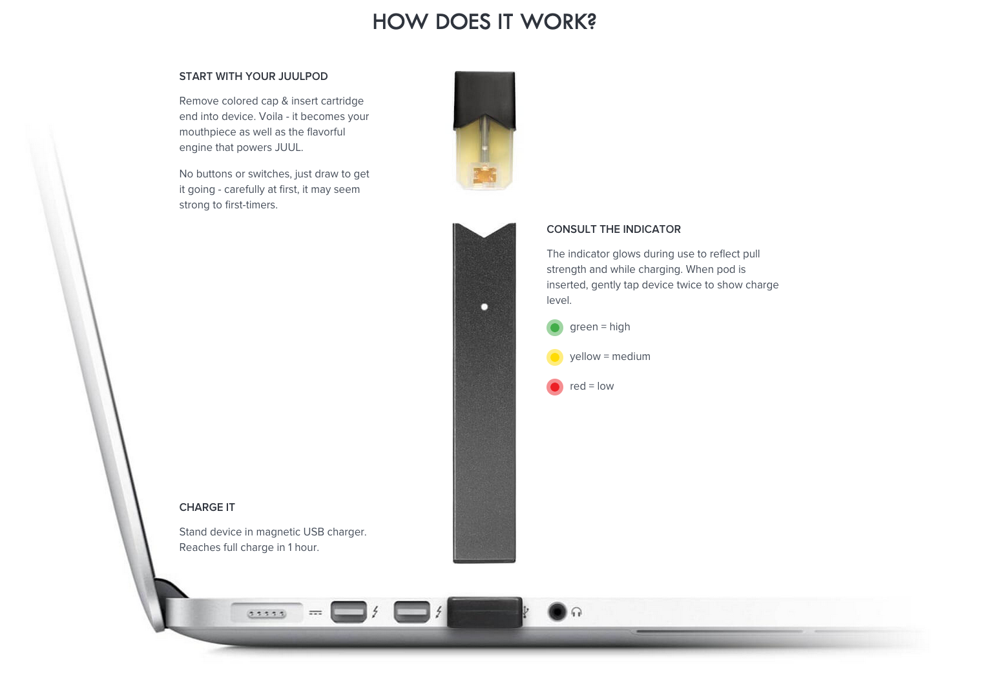 HOW DOES IT WORK?
START WITH YOUR JUULPOD
Remove colored cap & insert cartridge
end into device. Voila - it becomes your
mouthpiece as well as the flavorful
engine that powers JUUL.
No buttons or switches, just draw to get
it going - carefully at first, it may seem
strong to first-timers.
CONSULT THE INDICATOR
The indicator glows during use to reflect pull
strength and while charging. When pod is
inserted, gently tap device twice to show charge
level.
green = high
yellow = medium
red = low
CHARGE IT
Stand device in magnetic USB charger.
Reaches full charge in 1 hour.